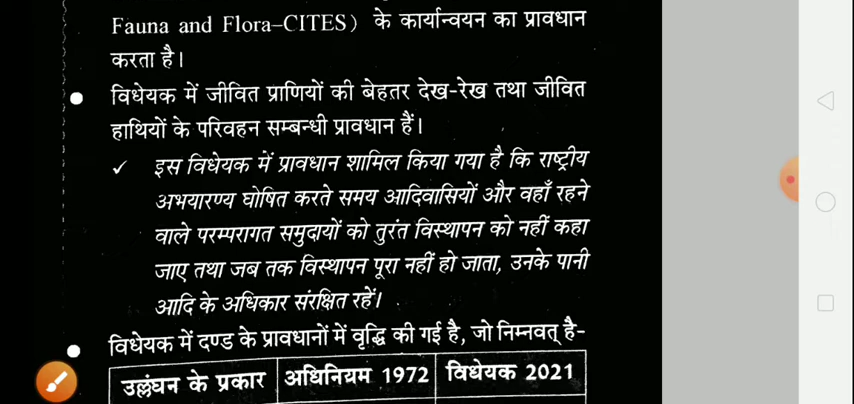 Fauna and Flora–CITES) के कार्यान्वयन का प्रावधान
करता है।
● विधेयक में जीवित प्राणियों की बेहतर देख-रेख तथा जीवित
हाथियों के परिवहन सम्बन्धी प्रावधान हैं।
✓ इस विधेयक में प्रावधान शामिल किया गया है कि राष्ट्रीय
अभयारण्य घोषित करते समय आदिवासियों और वहाँ रहने
वाले परम्परागत समुदायों को तुरंत विस्थापन को नहीं कहा
जाए तथा जब तक विस्थापन पूरा नहीं हो जाता, उनके पानी
आदि के अधिकार संरक्षित रहें।
● विधेयक में दण्ड के प्रावधानों में वृद्धि की गई है, जो निम्नवत् है–
उल्लंघन के प्रकार अधिनियम 1972 विधेयक 2021